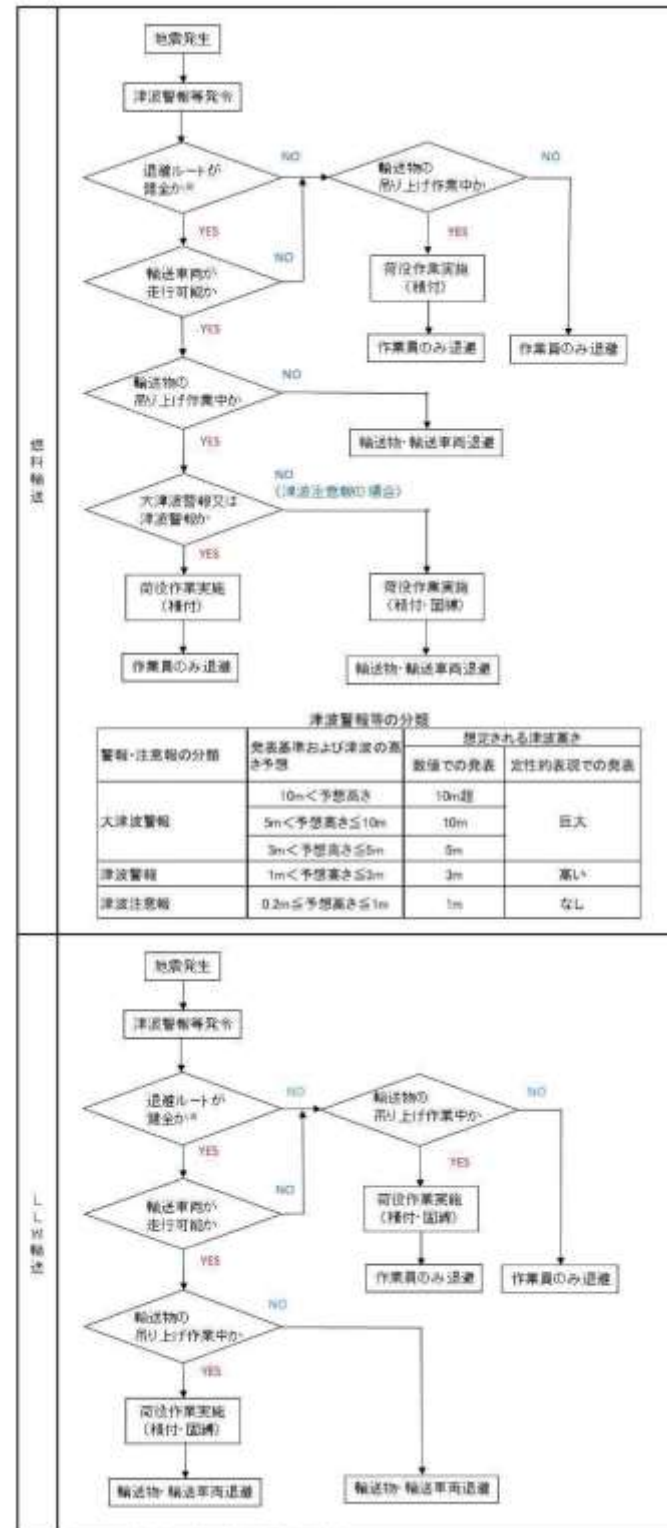 燃料輸送
地震発生
津波警報等発令
退避ルートが
健全か※
NO
YES
輸送物の
吊り上げ作業中か
NO
YES
輸送車両が
走行可能か
NO
YES
荷役作業実施
(積付)
作業員のみ退避
作業員のみ退避
輸送物の
吊り上げ作業中か
NO
YES
輸送物・輸送車両退避
大津波警報又は
津波警報か
NO
(津波注意報の場合)
YES
荷役作業実施
(積付)
作業員のみ退避
荷役作業実施
(積付・固縛)
輸送物・輸送車両退避
津波警報等の分類
警報・注意報の分類
発表基準および津波の高
さ予想
想定される津波高さ
数値での発表
定性的表現での発表
大津波警報
10m<予想高さ
10m超
巨大
5m<予想高さ≦10m
10m
3m<予想高さ≦5m
5m
津波警報
1m<予想高さ≦3m
3m
高い
津波注意報
0.2m≦予想高さ≦1m
1m
なし
LLW輸送
地震発生
津波警報等発令
退避ルートが
健全か※
NO
YES
輸送物の
吊り上げ作業中か
NO
YES
輸送車両が
走行可能か
NO
YES
荷役作業実施
(積付・固縛)
作業員のみ退避
作業員のみ退避
輸送物の
吊り上げ作業中か
NO
YES
荷役作業実施
(積付・固縛)
輸送物・輸送車両退避
輸送物・輸送車両退避